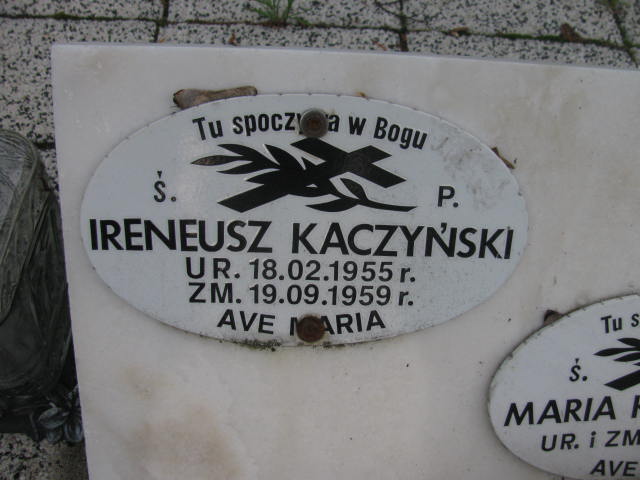 Tu spoczywa w Bogu
Ś. P.
IRENEUSZ KACZYŃSKI
UR. 18.02.1955 r.
ZM. 19.09.1959 r.
AVE MARIA
Tu
Ś.
MARIA
UR. i ZM
AVE